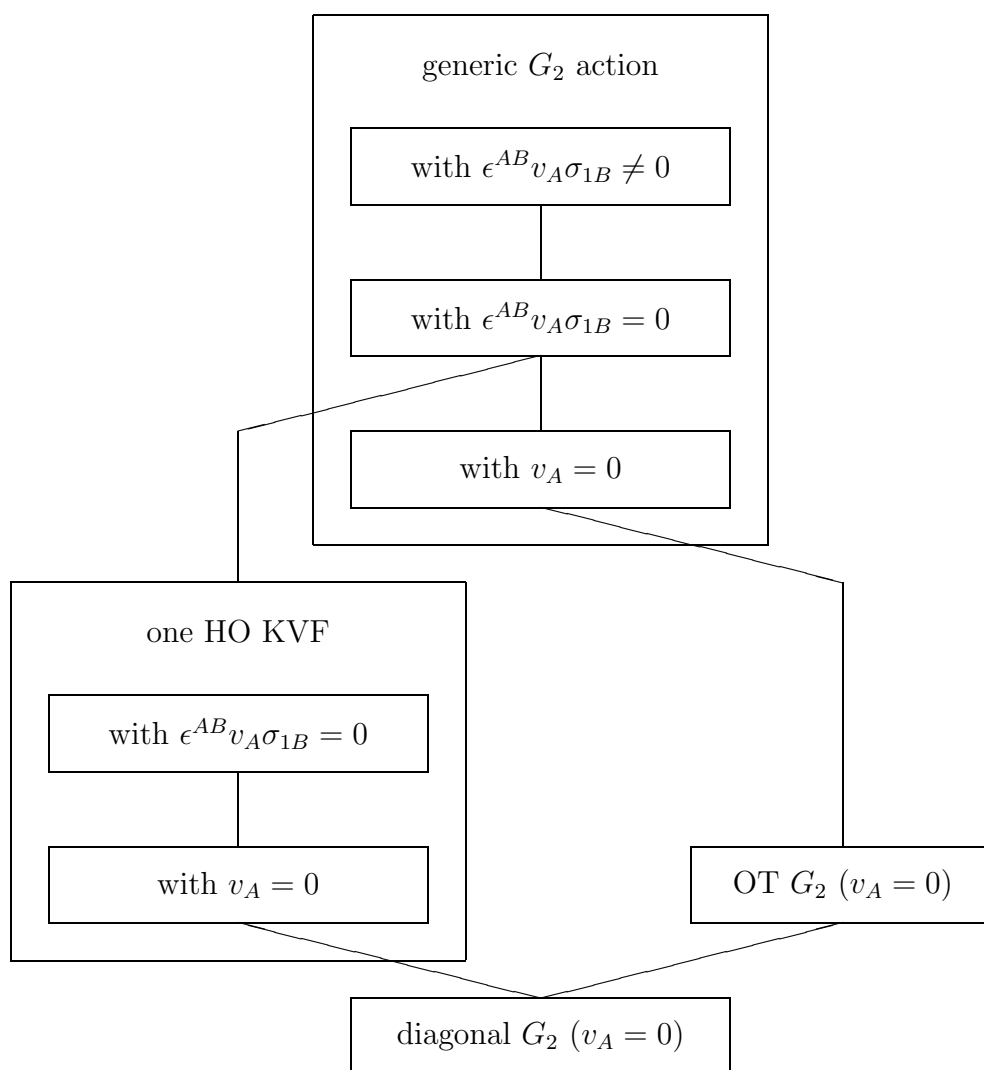 generic $G_2$ action
with $\epsilon^{AB} v_A \sigma_{1B} \neq 0$
with $\epsilon^{AB} v_A \sigma_{1B} = 0$
with $v_A = 0$
one HO KVF
with $\epsilon^{AB} v_A \sigma_{1B} = 0$
with $v_A = 0$
OT $G_2$ ($v_A = 0$)
diagonal $G_2$ ($v_A = 0$)